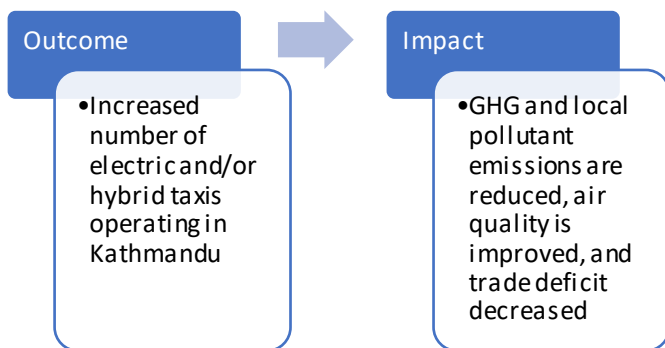 Outcome
•Increased
number of
electric and/or
hybrid taxis
operating in
Kathmandu
Impact
•GHG and local
pollutant
emissions are
reduced, air
quality is
improved, and
trade deficit
decreased